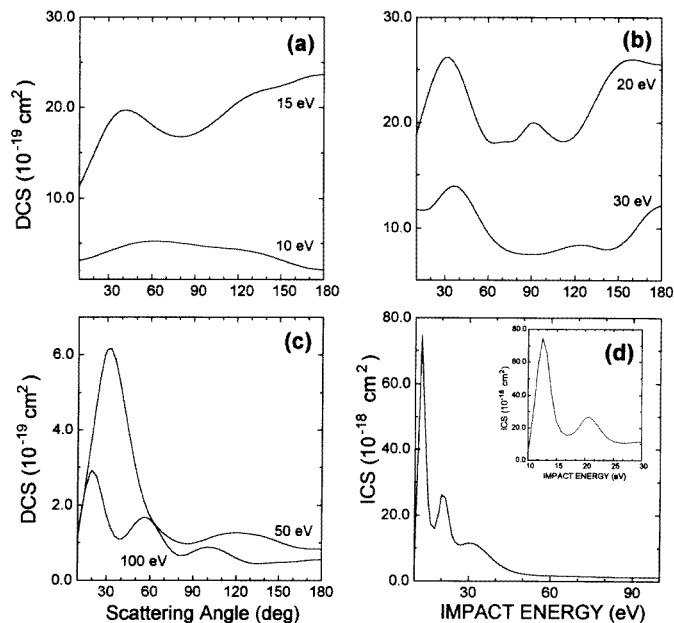 30.0
20.0
10.0
DCS (10⁻¹⁹ cm²)
(a)
15 eV
10 eV
30 60 90 120 150 180
30.0
20.0
10.0
(b)
20 eV
30 eV
30 60 90 120 150 180
6.0
4.0
2.0
0.0
DCS (10⁻¹⁹ cm²)
(c)
50 eV
100 eV
30 60 90 120 150 180
Scattering Angle (deg)
80.0
60.0
40.0
20.0
0.0
ICS (10⁻¹⁸ cm²)
(d)
80.0
60.0
40.0
20.0
0.0
ICS (10⁻¹⁸ cm²)
10 15 20 25 30
IMPACT ENERGY (eV)
10 30 60 90
IMPACT ENERGY (eV)